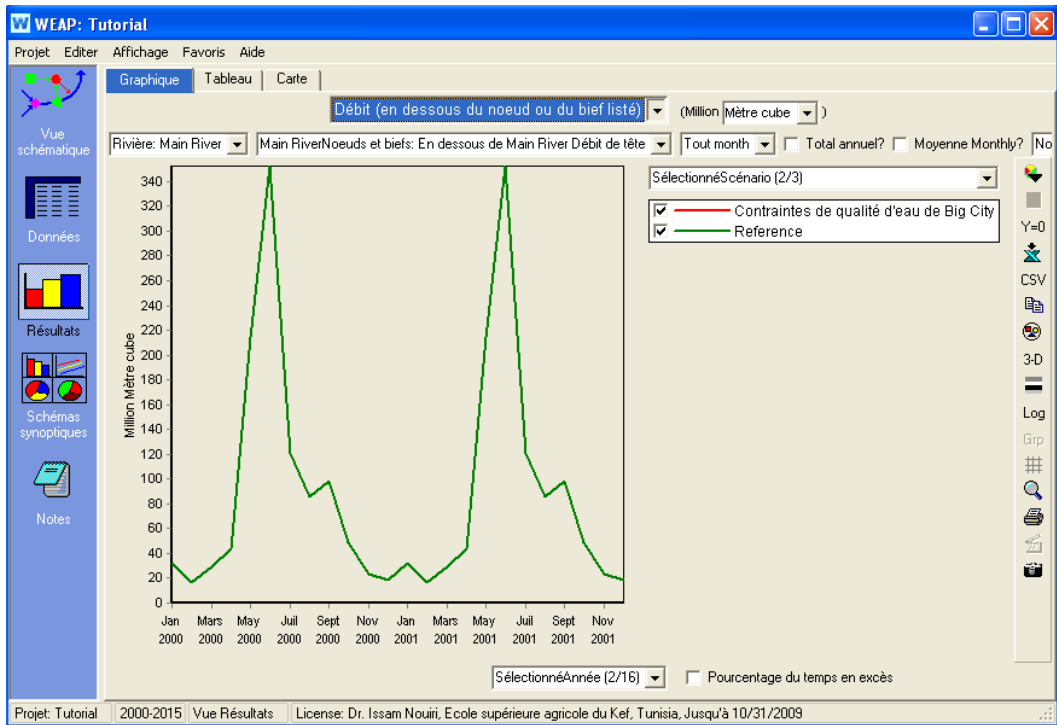 WEAP: Tutorial
Projet Editer Affichage Favoris Aide
Graphique Tableau Carte
Débit (en dessous du noeud ou du bief listé) (Million Mètre cube )
Rivière: Main River Main RiverNoeuds et biefs: En dessous de Main River Débit de tête Tout month Total annuel? Moyenne Monthly? No
SélectionnéScénario (2/3)
Contraintes de qualité d'eau de Big City
Reference
Vue schématique
Données
Résultats
Schémas synoptiques
Notes
Million Mètre cube
340
320
300
280
260
240
220
200
180
160
140
120
100
80
60
40
20
0
Jan Mars May Juil Sept Nov Jan Mars May Juil Sept Nov
2000 2000 2000 2000 2000 2000 2001 2001 2001 2001 2001 2001
Y=0
CSV
3-D
Log
Grp
SélectionnéAnnée (2/16) Pourcentage du temps en excès
Projet: Tutorial 2000-2015 Vue Résultats License: Dr. Issam Nouiri, Ecole supérieure agricole du Kef, Tunisia, Jusqu'à 10/31/2009